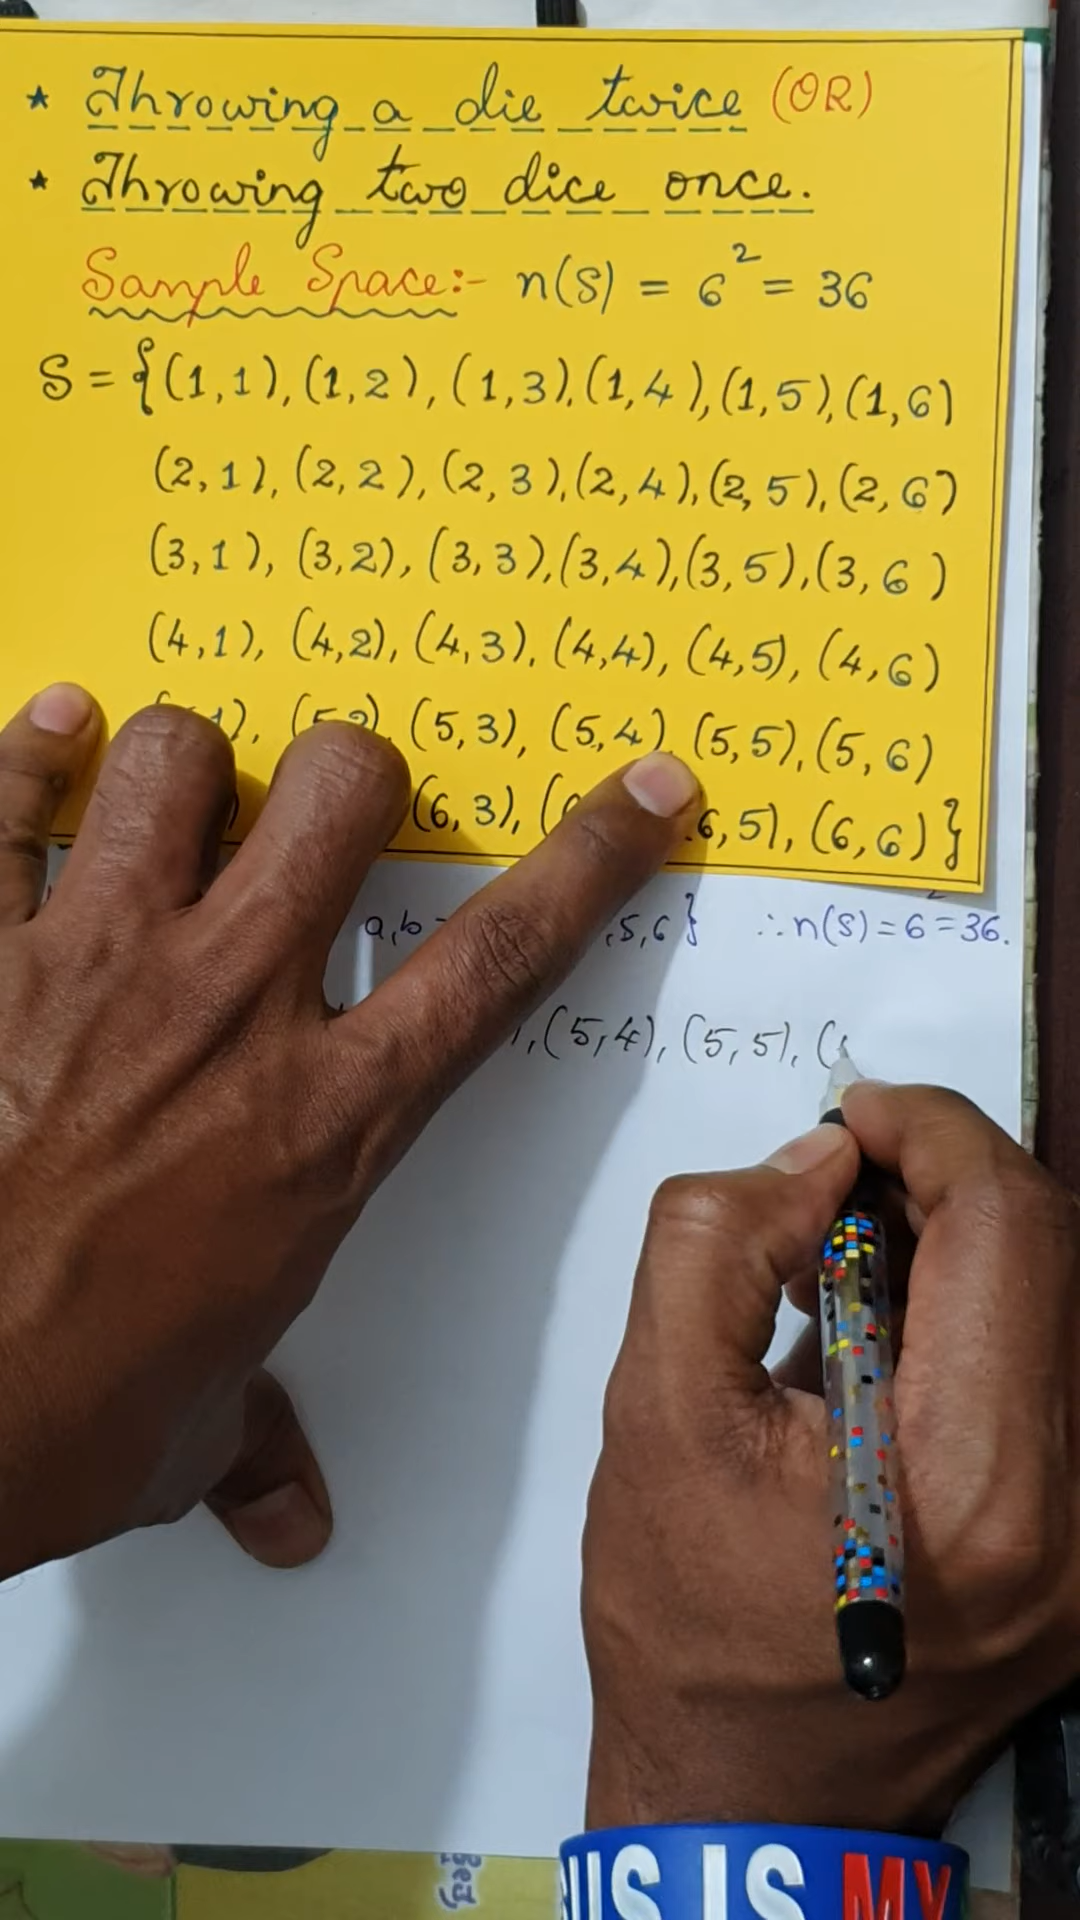 ★ Throwing a die twice (OR)
★ Throwing two dice once.
Sample Space:- n(S) = 6² = 36
S = {(1,1), (1,2), (1,3), (1,4), (1,5), (1,6)
(2,1), (2,2), (2,3), (2,4), (2,5), (2,6)
(3,1), (3,2), (3,3), (3,4), (3,5), (3,6)
(4,1), (4,2), (4,3), (4,4), (4,5), (4,6)
1), (5,2), (5,3), (5,4), (5,5), (5,6)
(6,3), ( 6,5), (6,6)}
a,b = ,5,6} ∴ n(S) = 6² = 36.
), (5,4), (5,5), (
US IS MY